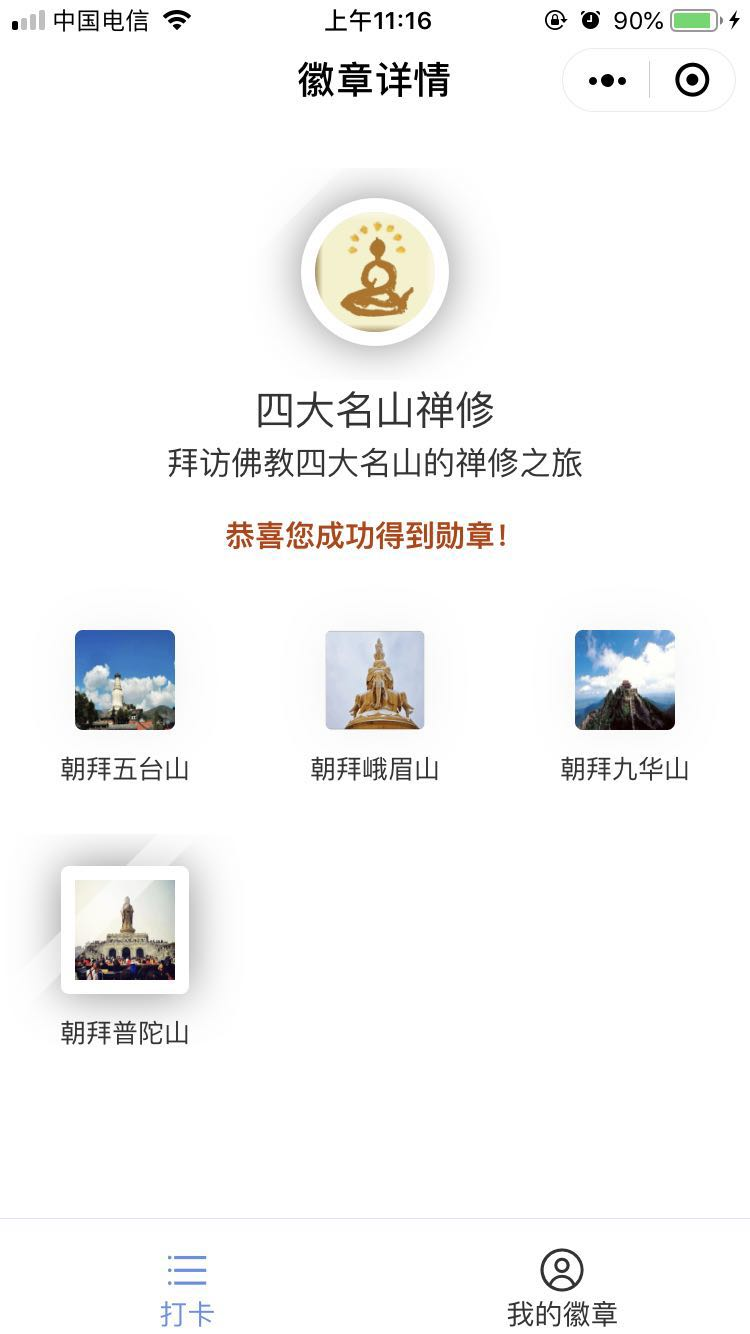 中国电信 上午11:16 90%
徽章详情
四大名山禅修
拜访佛教四大名山的禅修之旅
恭喜您成功得到勋章!
朝拜五台山 朝拜峨眉山 朝拜九华山
朝拜普陀山
打卡 我的徽章